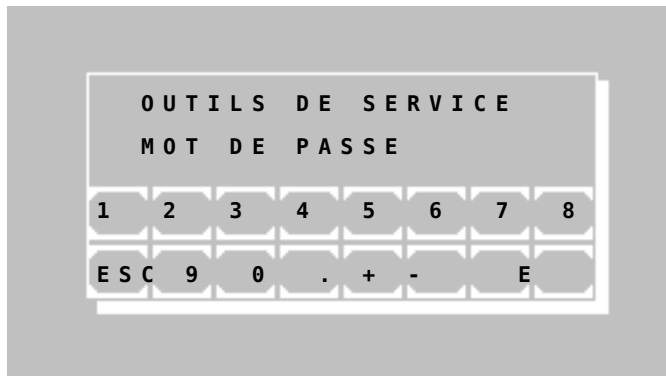 OUTILS DE SERVICE
MOT DE PASSE
1 2 3 4 5 6 7 8
ESC 9 0 . + - E